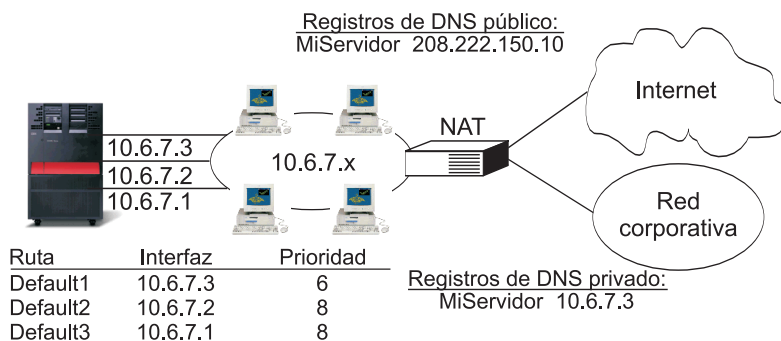 Registros de DNS público:
MiServidor 208.222.150.10
Internet
NAT
10.6.7.3
10.6.7.2
10.6.7.1
10.6.7.x
Red
corporativa
Ruta Interfaz Prioridad
Default1 10.6.7.3 6
Default2 10.6.7.2 8
Default3 10.6.7.1 8
Registros de DNS privado:
MiServidor 10.6.7.3